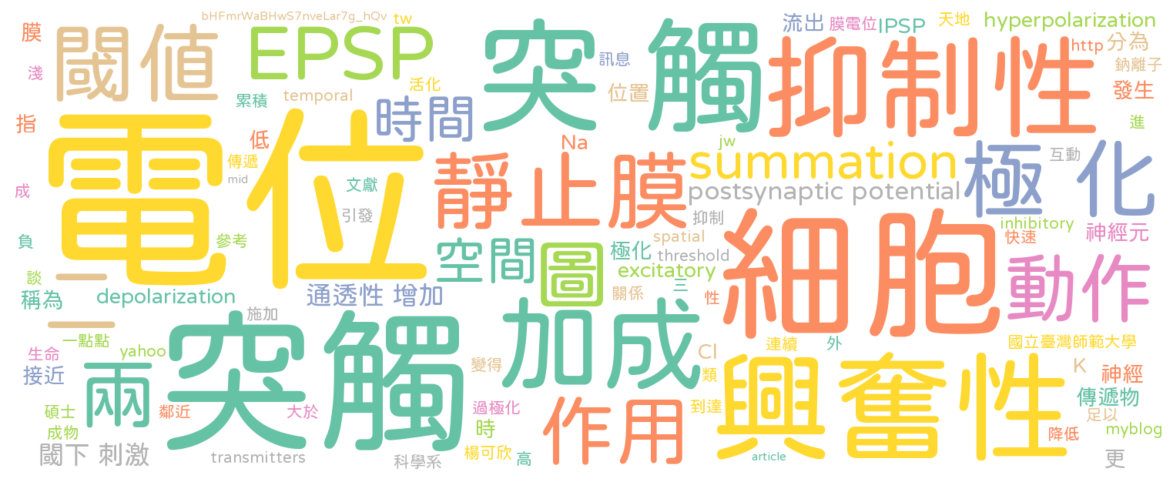 bHFmrWaBHwS7nveLar7g_hQv
tw
流出
膜電位
IPSP
天地
hyperpolarization
膜
閾值
EPSP
突觸
抑制性
http
分為
鈉離子
淺
訊息
活化
位置
累積
temporal
時間
發生
指
低
電位
Na
jw
進
傳遞
mid
文獻
引發
靜止膜
summation
postsynaptic potential
極化
互動
成
抑制
細胞
inhibitory
快速
神經元
負
參考
空間
圖
極化
spatial
threshold
excitatory
談
一
稱為
depolarization
通透性 增加
關係
三
性
動作
一
施加
突觸
加成
一點點
yahoo
生命
接近
兩
變得
Cl
類
連續
外
國立臺灣師範大學
K
神經
興奮性
傳遞物
碩士
成物
鄰近
大於
過極化
時
作用
到達
足以
降低
myblog
閾下 刺激
transmitters
科學系
楊可欣
高
article
更